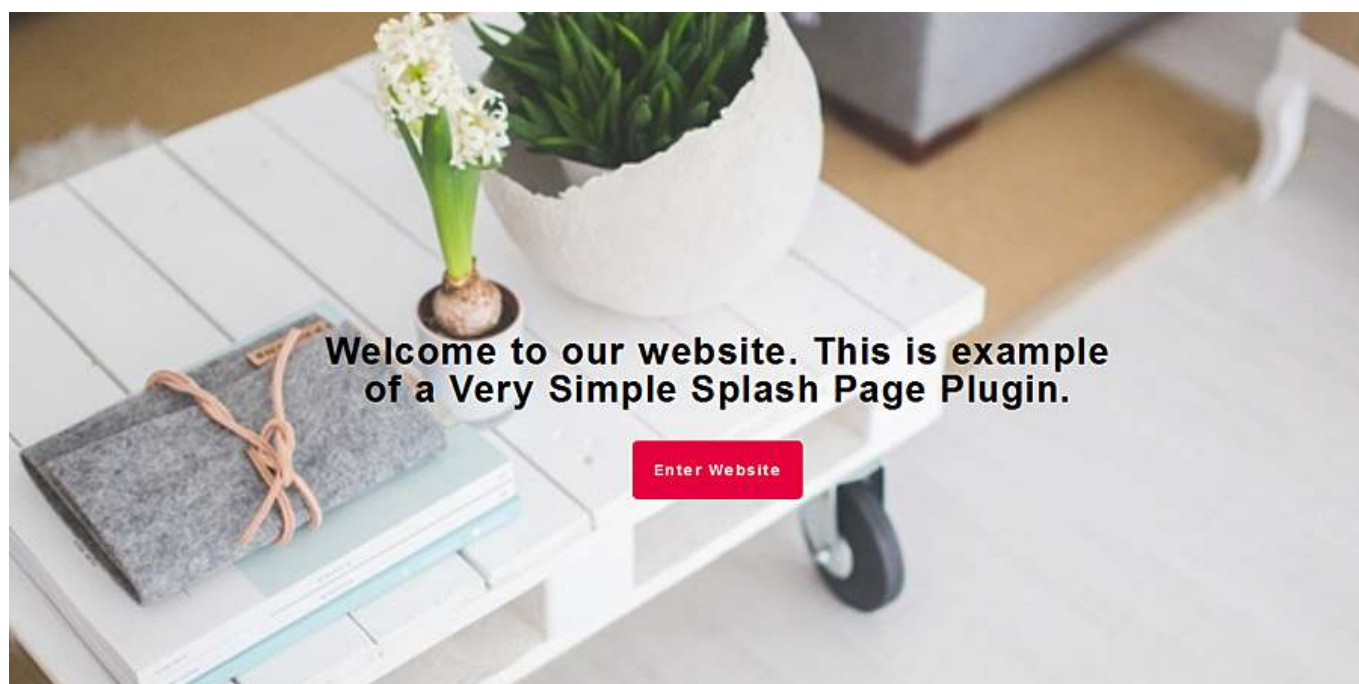 Welcome to our website. This is example
of a Very Simple Splash Page Plugin.
Enter Website